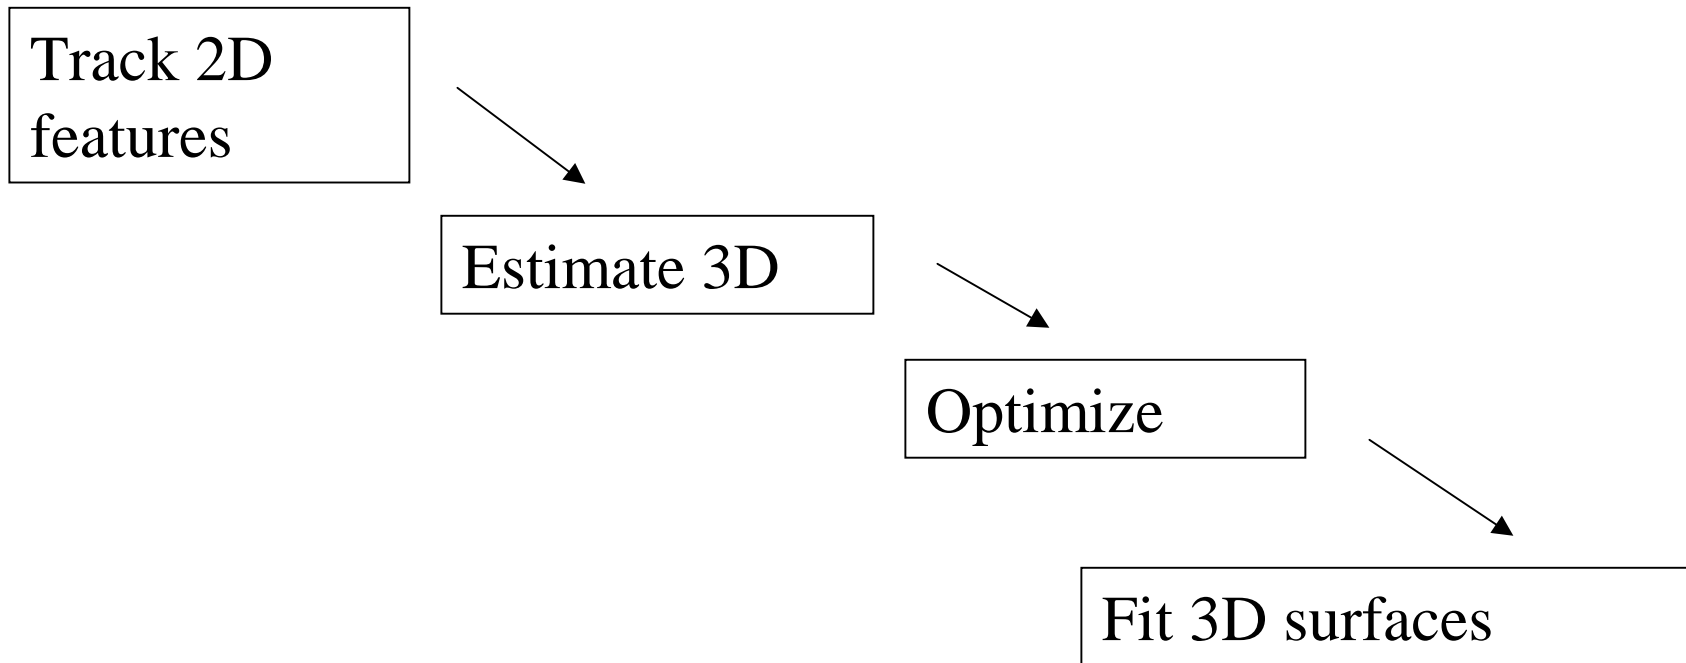 Track 2D
features
Estimate 3D
Optimize
Fit 3D surfaces